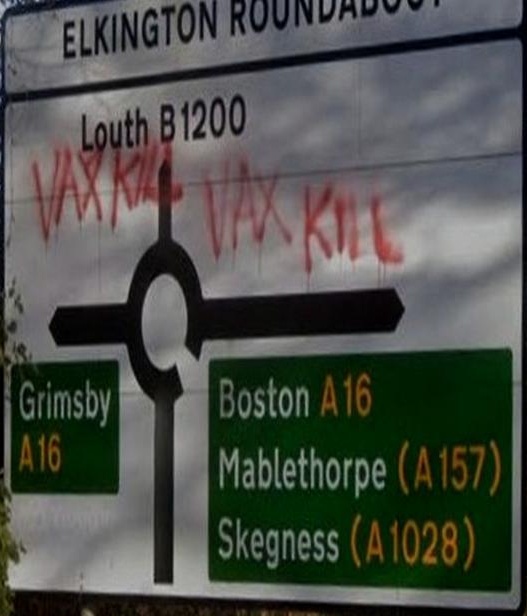 ELKINGTON ROUNDABOUT
Louth B1200
VAX KILL VAX KILL
Grimsby
A16
Boston A16
Mablethorpe (A157)
Skegness (A1028)